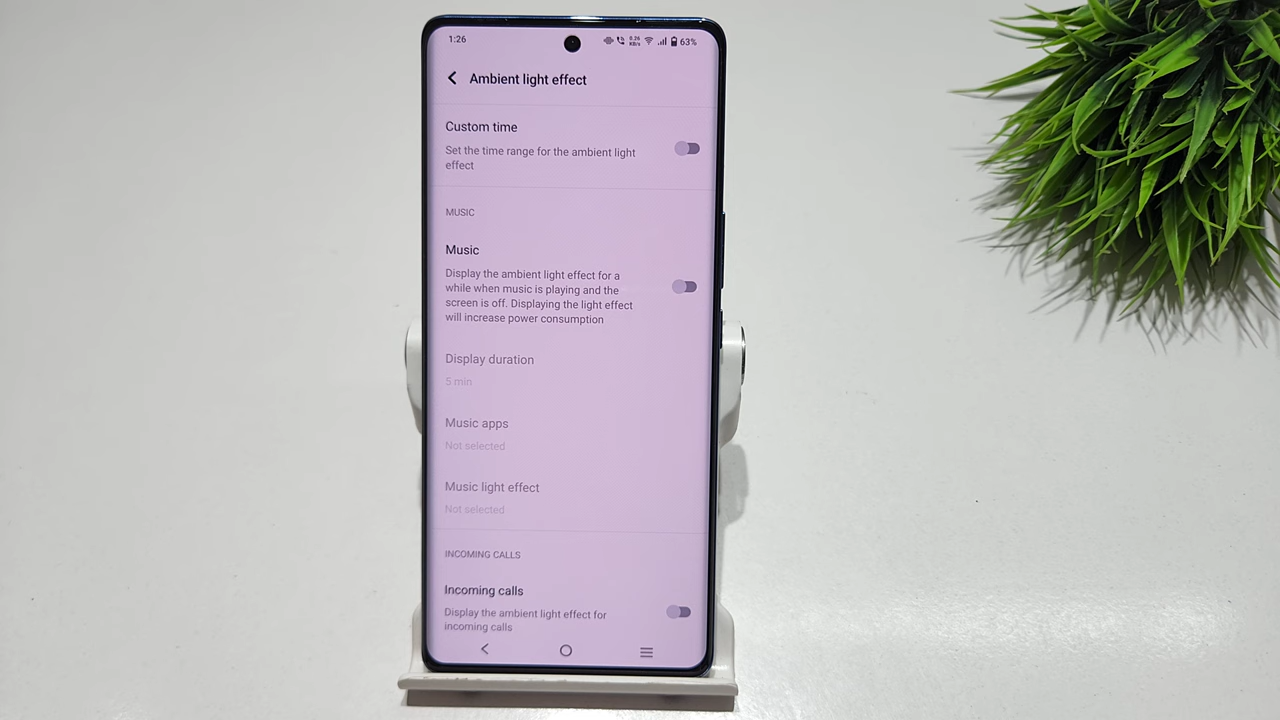 1:26
0.26
KB/s
63%
Ambient light effect
Custom time
Set the time range for the ambient light
effect
MUSIC
Music
Display the ambient light effect for a
while when music is playing and the
screen is off. Displaying the light effect
will increase power consumption
Display duration
5 min
Music apps
Not selected
Music light effect
Not selected
INCOMING CALLS
Incoming calls
Display the ambient light effect for
incoming calls